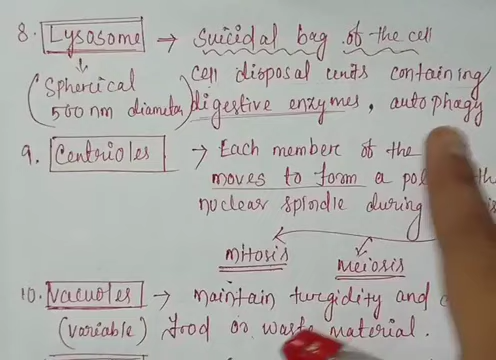 8. Lysosome → Suicidal bag of the cell
↓ cell disposal units containing
(Spherical 500 nm diameter) digestive enzymes, autophagy
9. Centrioles → Each member of the
moves to form a
nuclear spindle during
mitosis meiosis
10. Vacuoles → maintain turgidity and
(variable) food or waste material.